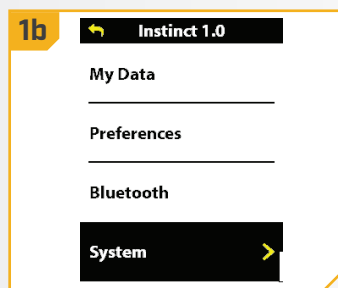 1b
Instinct 1.0
My Data
Preferences
Bluetooth
System